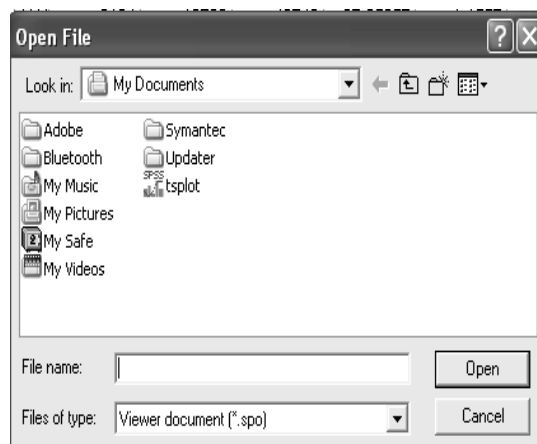 Open File
Look in: My Documents
Adobe
Bluetooth
My Music
My Pictures
My Safe
My Videos
Symantec
Updater
SPSS tsplot
File name:
Open
Files of type: Viewer document (*.spo)
Cancel